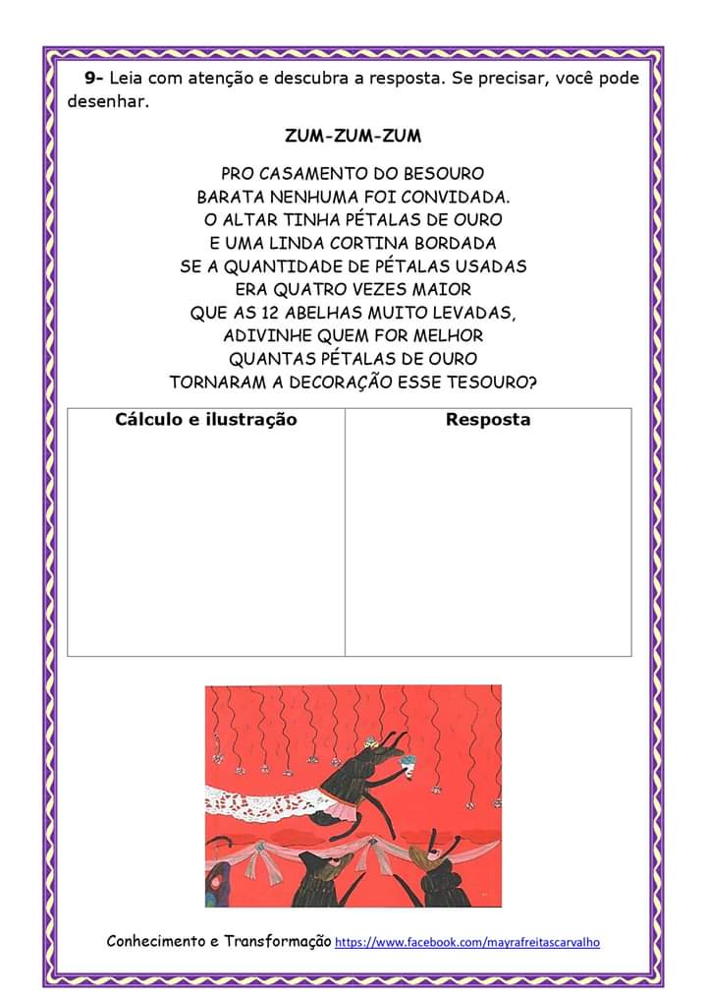 9- Leia com atenção e descubra a resposta. Se precisar, você pode
desenhar.
ZUM-ZUM-ZUM
PRO CASAMENTO DO BESOURO
BARATA NENHUMA FOI CONVIDADA.
O ALTAR TINHA PÉTALAS DE OURO
E UMA LINDA CORTINA BORDADA
SE A QUANTIDADE DE PÉTALAS USADAS
ERA QUATRO VEZES MAIOR
QUE AS 12 ABELHAS MUITO LEVADAS,
ADIVINHE QUEM FOR MELHOR
QUANTAS PÉTALAS DE OURO
TORNARAM A DECORAÇÃO ESSE TESOURO?
Cálculo e ilustração
Resposta
Conhecimento e Transformação https://www.facebook.com/mayrafreitascarvalho